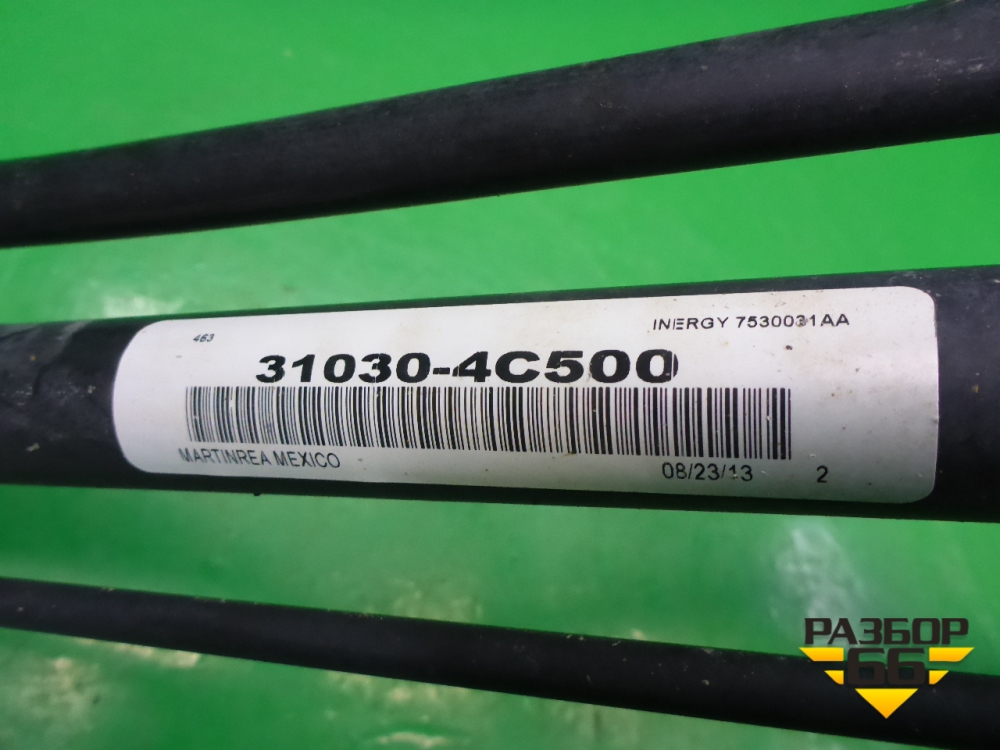 463
INERGY 7530031AA
31030-4C500
MARTINREA MEXICO
08/23/13 2
РАЗБОР
66